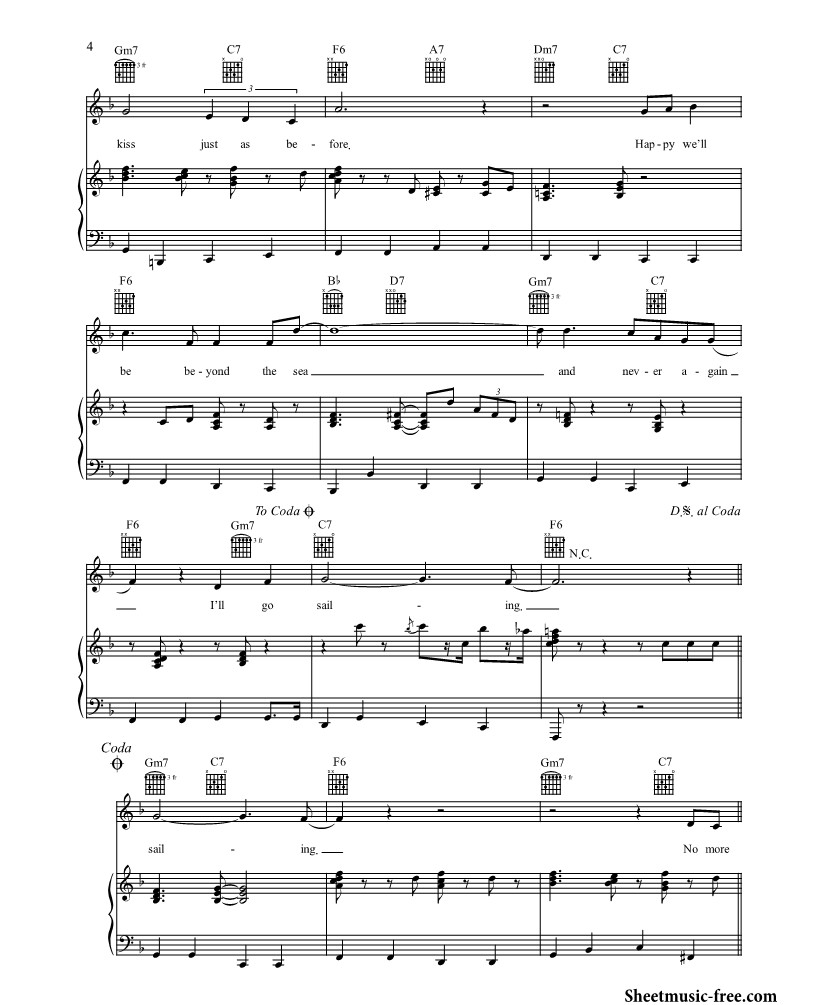 4
Gm7 C7 F6 A7 Dm7 C7
3 fr
3
kiss just as be - fore. Hap - py we'll
F6 B♭ D7 Gm7 C7
3 fr
be be - yond the sea and nev - er a - gain
3
To Coda D.S. al Coda
F6 Gm7 C7 F6
3 fr N.C.
I'll go sail - ing.
Coda
Gm7 C7 F6 Gm7 C7
3 fr 3 fr
sail - ing. No more
Sheetmusic-free.com